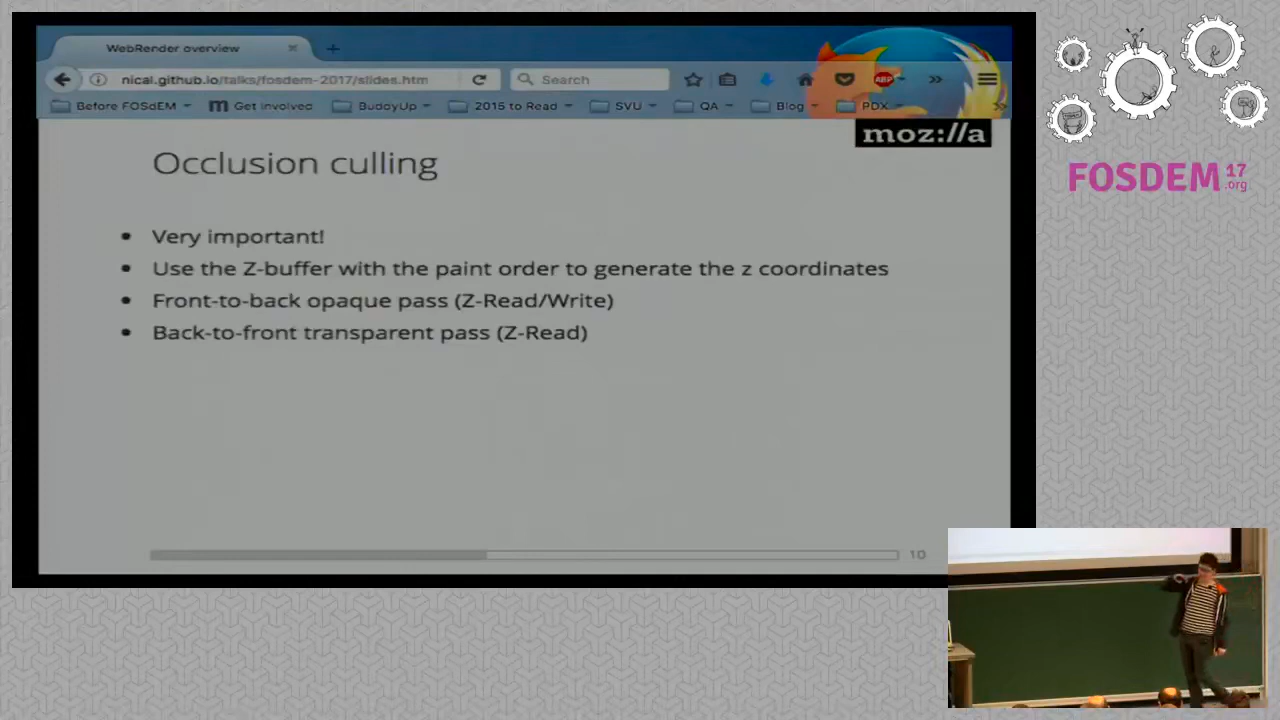 WebRender overview
nical.github.io/talks/fosdem-2017/slides.htm
Search
ABP
Before FOSdEM
Get involved
BudoyUp
2015 to Read
SVU
QA
Blog
PDX
moz://a
Occlusion culling
• Very important!
• Use the Z-buffer with the paint order to generate the z coordinates
• Front-to-back opaque pass (Z-Read/Write)
• Back-to-front transparent pass (Z-Read)
10
FOSDEM 17 .org